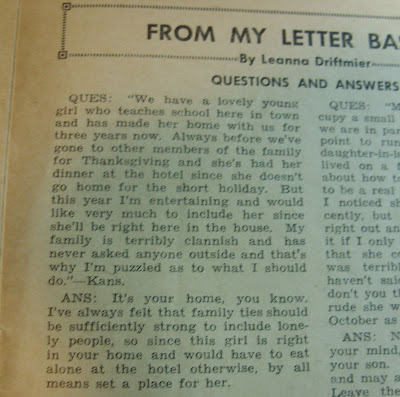 FROM MY LETTER BA
By Leanna Driftmier
QUESTIONS AND ANSWERS
QUES: "We have a lovely young
girl who teaches school here in town
and has made her home with us for
three years now. Always before we've
gone to other members of the family
for Thanksgiving and she's had her
dinner at the hotel since she doesn't
go home for the short holiday. But
this year I'm entertaining and would
like very much to include her since
she'll be right here in the house. My
family is terribly clannish and has
never asked anyone outside and that's
why I'm puzzled as to what I should
do."—Kans.
ANS: It's your home, you know.
I've always felt that family ties should
be sufficiently strong to include lone-
ly people, so since this girl is right
in your home and would have to eat
alone at the hotel otherwise, by all
means set a place for her.
QUES: "M
cupy a small
we are in par
point to run
daughter-in-l
lived on a f
about how to
to be a real
I noticed sh
cently, but
right out an
it if I only
that she co
was terribl
haven't said
don't you th
rude she w
October as
ANS: N
your mind,
your son.
and may a
Leave the